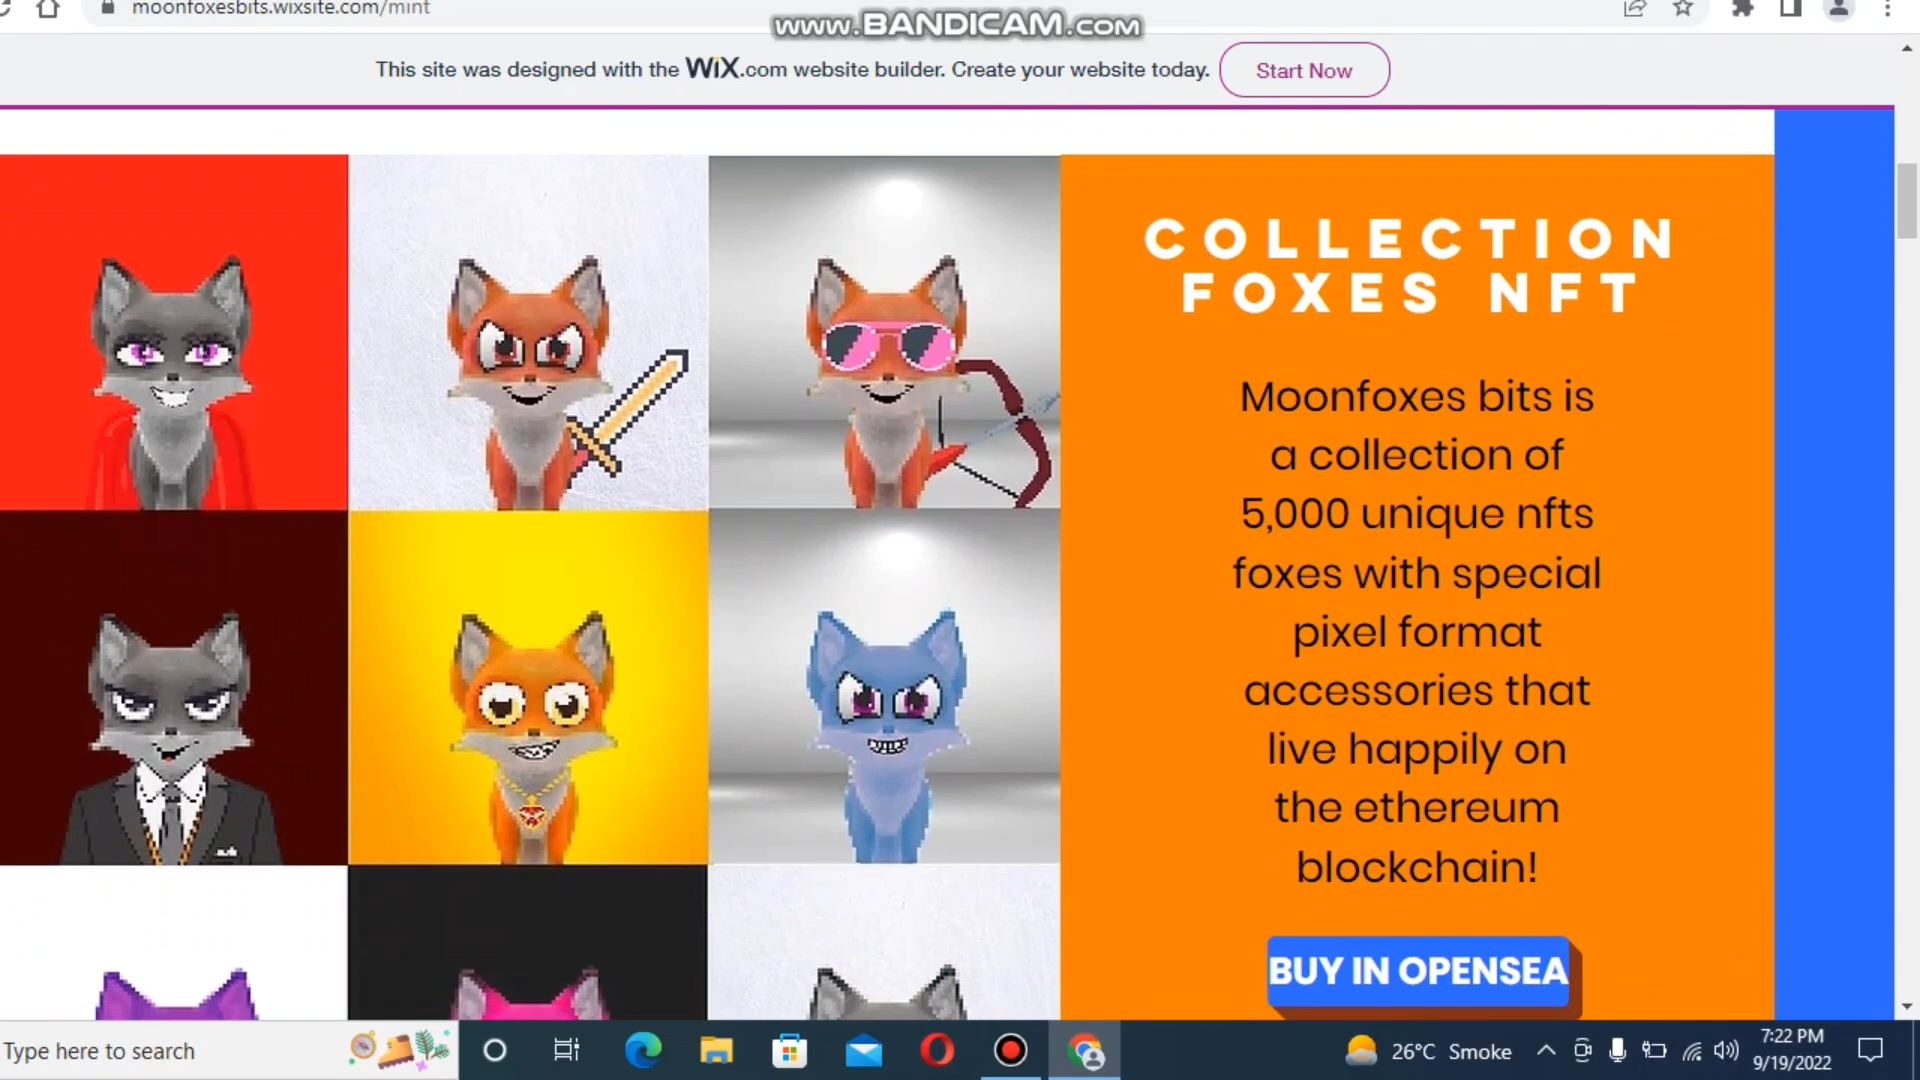 moonfoxesbits.wixsite.com/mint
www.BANDICAM.com
This site was designed with the WiX.com website builder. Create your website today.
Start Now
COLLECTION
FOXES NFT
Moonfoxes bits is
a collection of
5,000 unique nfts
foxes with special
pixel format
accessories that
live happily on
the ethereum
blockchain!
BUY IN OPENSEA
Type here to search
26°C Smoke
7:22 PM
9/19/2022